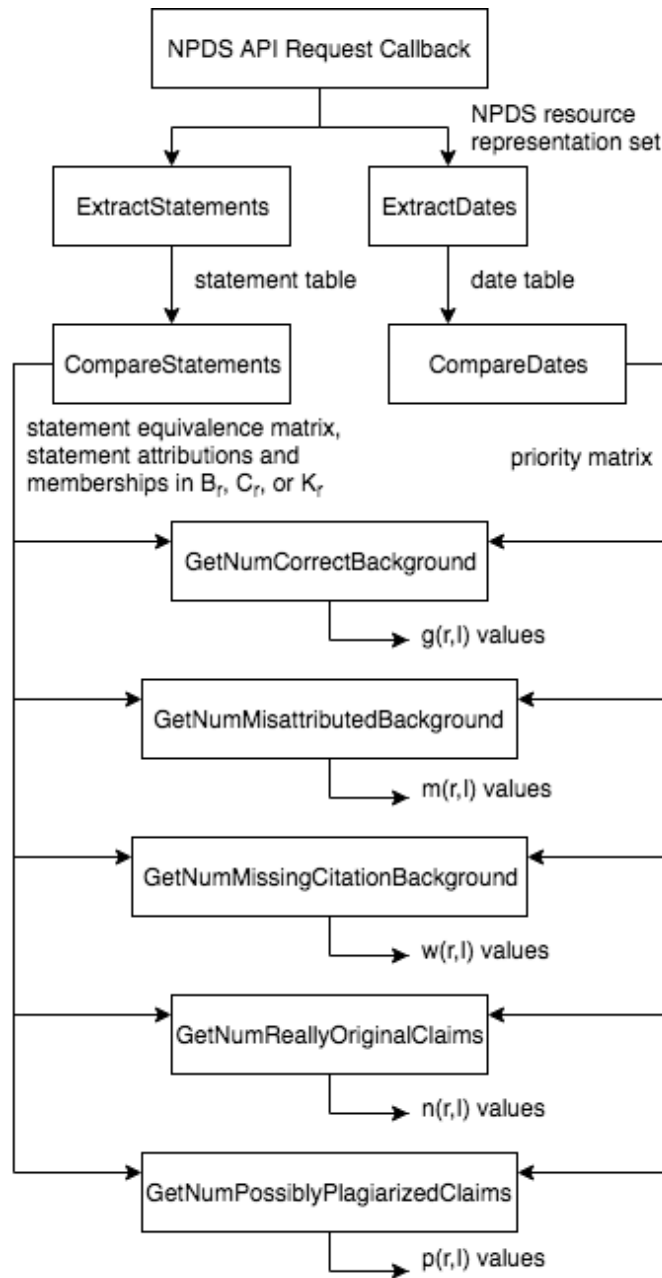 NPDS API Request Callback
NPDS resource
representation set
ExtractStatements
ExtractDates
statement table
date table
CompareStatements
CompareDates
statement equivalence matrix,
statement attributions and
memberships in Br, Cr, or Kr
priority matrix
GetNumCorrectBackground
g(r,l) values
GetNumMisattributedBackground
m(r,l) values
GetNumMissingCitationBackground
w(r,l) values
GetNumReallyOriginalClaims
n(r,l) values
GetNumPossiblyPlagiarizedClaims
p(r,l) values